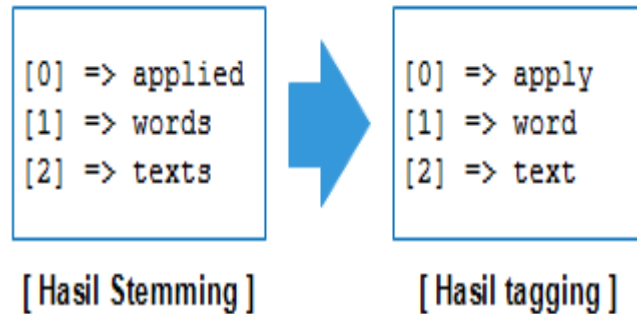 [0] => applied
[1] => words
[2] => texts
[ Hasil Stemming ]
[0] => apply
[1] => word
[2] => text
[ Hasil tagging ]